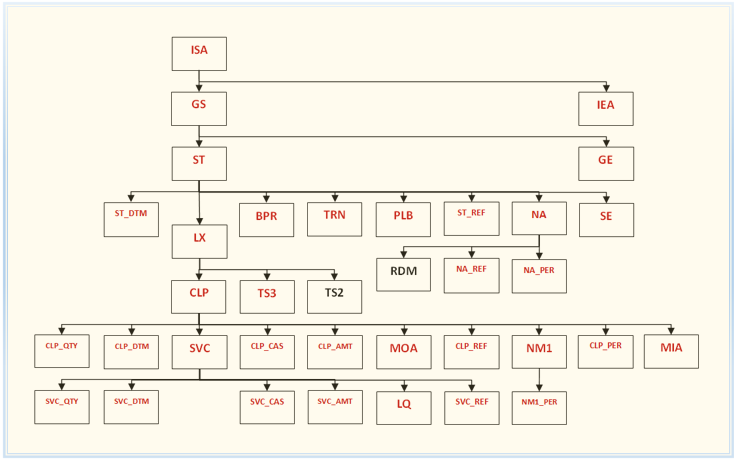 ISA
GS
IEA
ST
GE
ST_DTM
BPR
TRN
PLB
ST_REF
NA
SE
LX
RDM
NA_REF
NA_PER
CLP
TS3
TS2
CLP_QTY
CLP_DTM
SVC
CLP_CAS
CLP_AMT
MOA
CLP_REF
NM1
CLP_PER
MIA
SVC_QTY
SVC_DTM
SVC_CAS
SVC_AMT
LQ
SVC_REF
NM1_PER